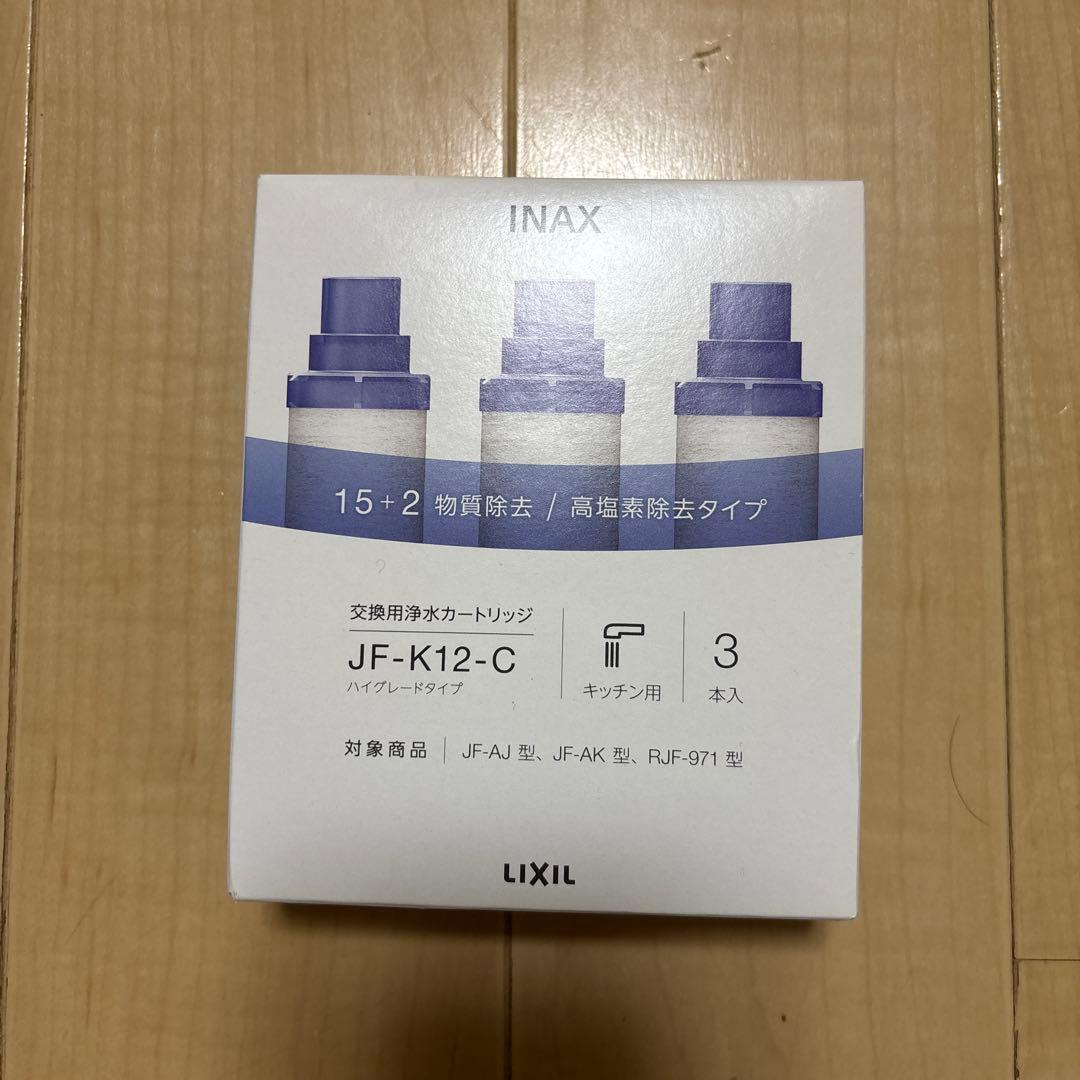 INAX
15+2 物質除去 / 高塩素除去タイプ
交換用浄水カートリッジ
JF-K12-C
ハイグレードタイプ
キッチン用
3
本入
対象商品 | JF-AJ 型、JF-AK 型、RJF-971 型
LIXIL